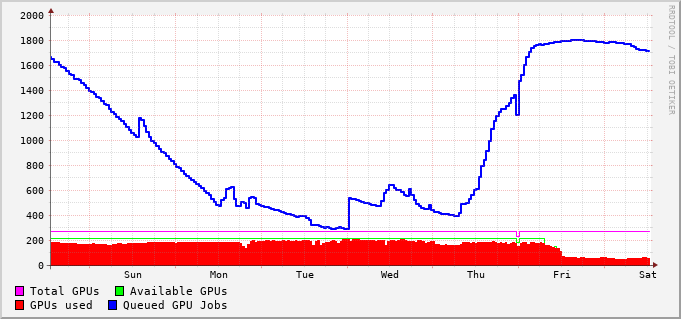 2000
1800
1600
1400
1200
1000
800
600
400
200
0
Sun Mon Tue Wed Thu Fri Sat
Total GPUs Available GPUs
GPUs used Queued GPU Jobs
RRDTOOL / TOBI OETIKER